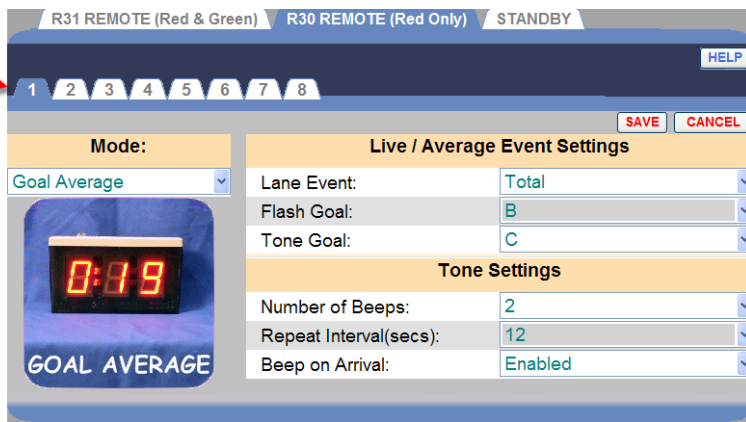 R31 REMOTE (Red & Green) R30 REMOTE (Red Only) STANDBY
HELP
1 2 3 4 5 6 7 8
SAVE CANCEL
Mode:
Goal Average
0:19
GOAL AVERAGE
Live / Average Event Settings
Lane Event: Total
Flash Goal: B
Tone Goal: C
Tone Settings
Number of Beeps: 2
Repeat Interval(secs): 12
Beep on Arrival: Enabled